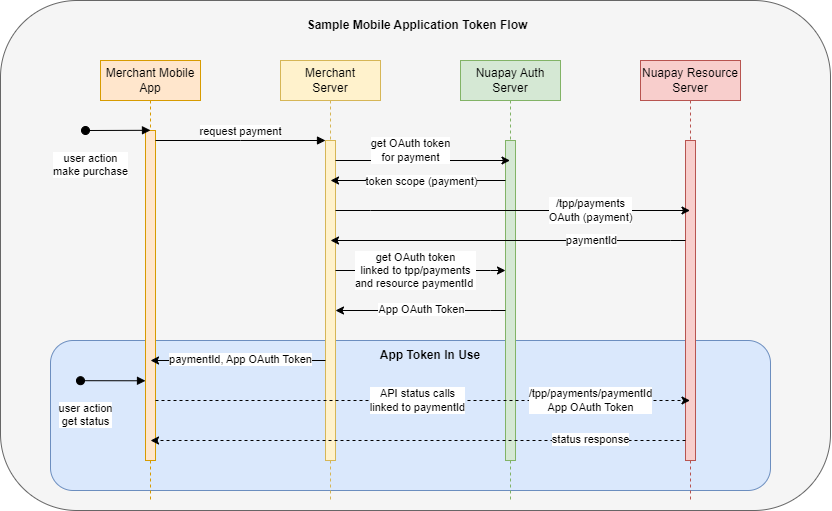 Sample Mobile Application Token Flow
Merchant Mobile
App
Merchant
Server
Nuapay Auth
Server
Nuapay Resource
Server
request payment
user action
make purchase
get OAuth token
for payment
token scope (payment)
/tpp/payments
OAuth (payment)
paymentId
get OAuth token
linked to tpp/payments
and resource paymentId
App OAuth Token
App Token In Use
paymentId, App OAuth Token
user action
get status
API status calls
linked to paymentId
/tpp/payments/paymentId
App OAuth Token
status response